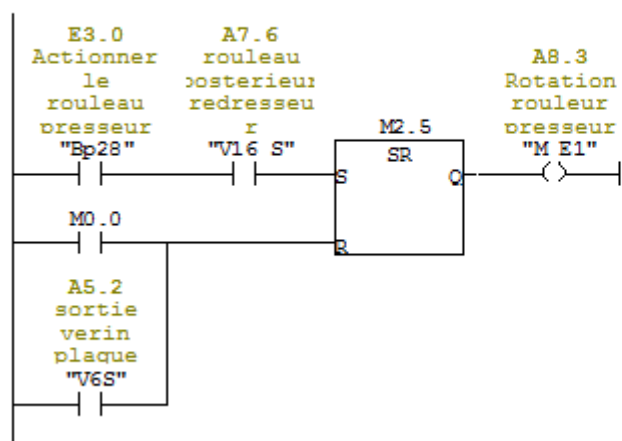 E3.0
Actionner
le
rouleau
presseur
"Bp28"
A7.6
rouleau
posterieur
redresseu
r
"V16 S"
M2.5
SR
S
Q
R
A8.3
Rotation
rouleur
presseur
"M E1"
M0.0
A5.2
sortie
verin
plaque
"V6S"